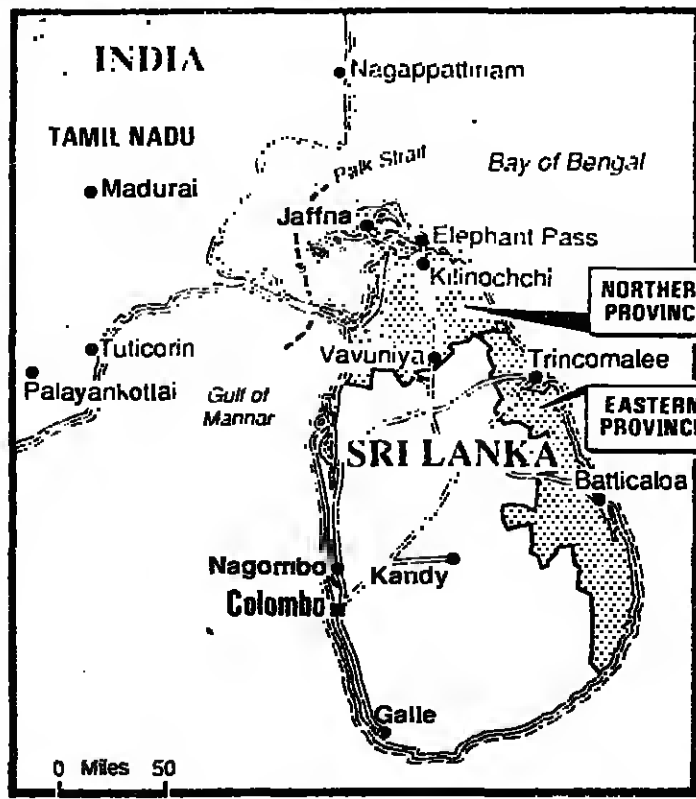 INDIA
Nagappattinam
TAMIL NADU
Palk Strait
Bay of Bengal
Madurai
Jaffna
Elephant Pass
Kilinochchi
NORTHER
PROVINC
Tuticorin
Vavuniya
Trincomalee
Palayankottai
Gulf of
Mannar
EASTERN
PROVINC
SRI LANKA
Batticaloa
Nagombo
Kandy
Colombo
Galle
0 Miles 50